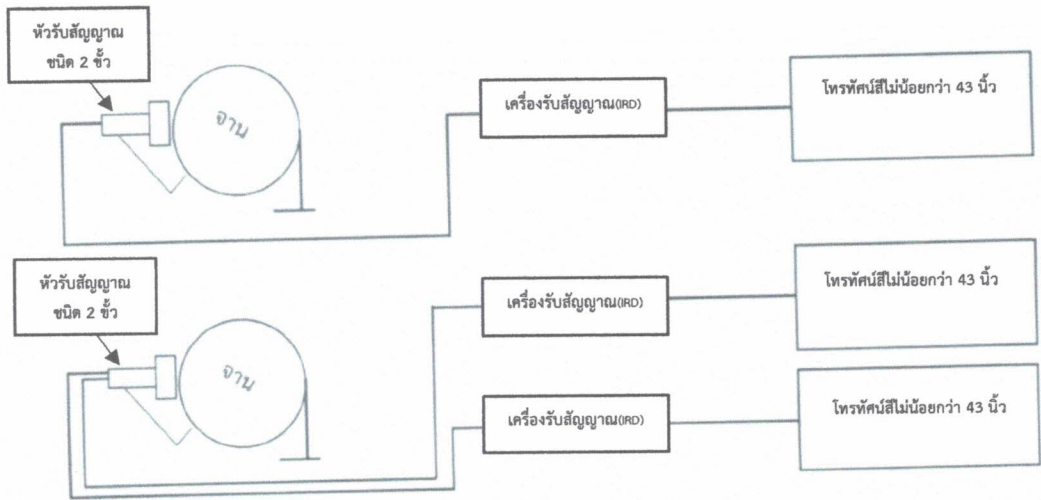 หัวรับสัญญาณ
ชนิด 2 ขั้ว
จาน
เครื่องรับสัญญาณ(IRD)
โทรทัศน์สีไม่น้อยกว่า 43 นิ้ว
หัวรับสัญญาณ
ชนิด 2 ขั้ว
จาน
เครื่องรับสัญญาณ(IRD)
โทรทัศน์สีไม่น้อยกว่า 43 นิ้ว
เครื่องรับสัญญาณ(IRD)
โทรทัศน์สีไม่น้อยกว่า 43 นิ้ว